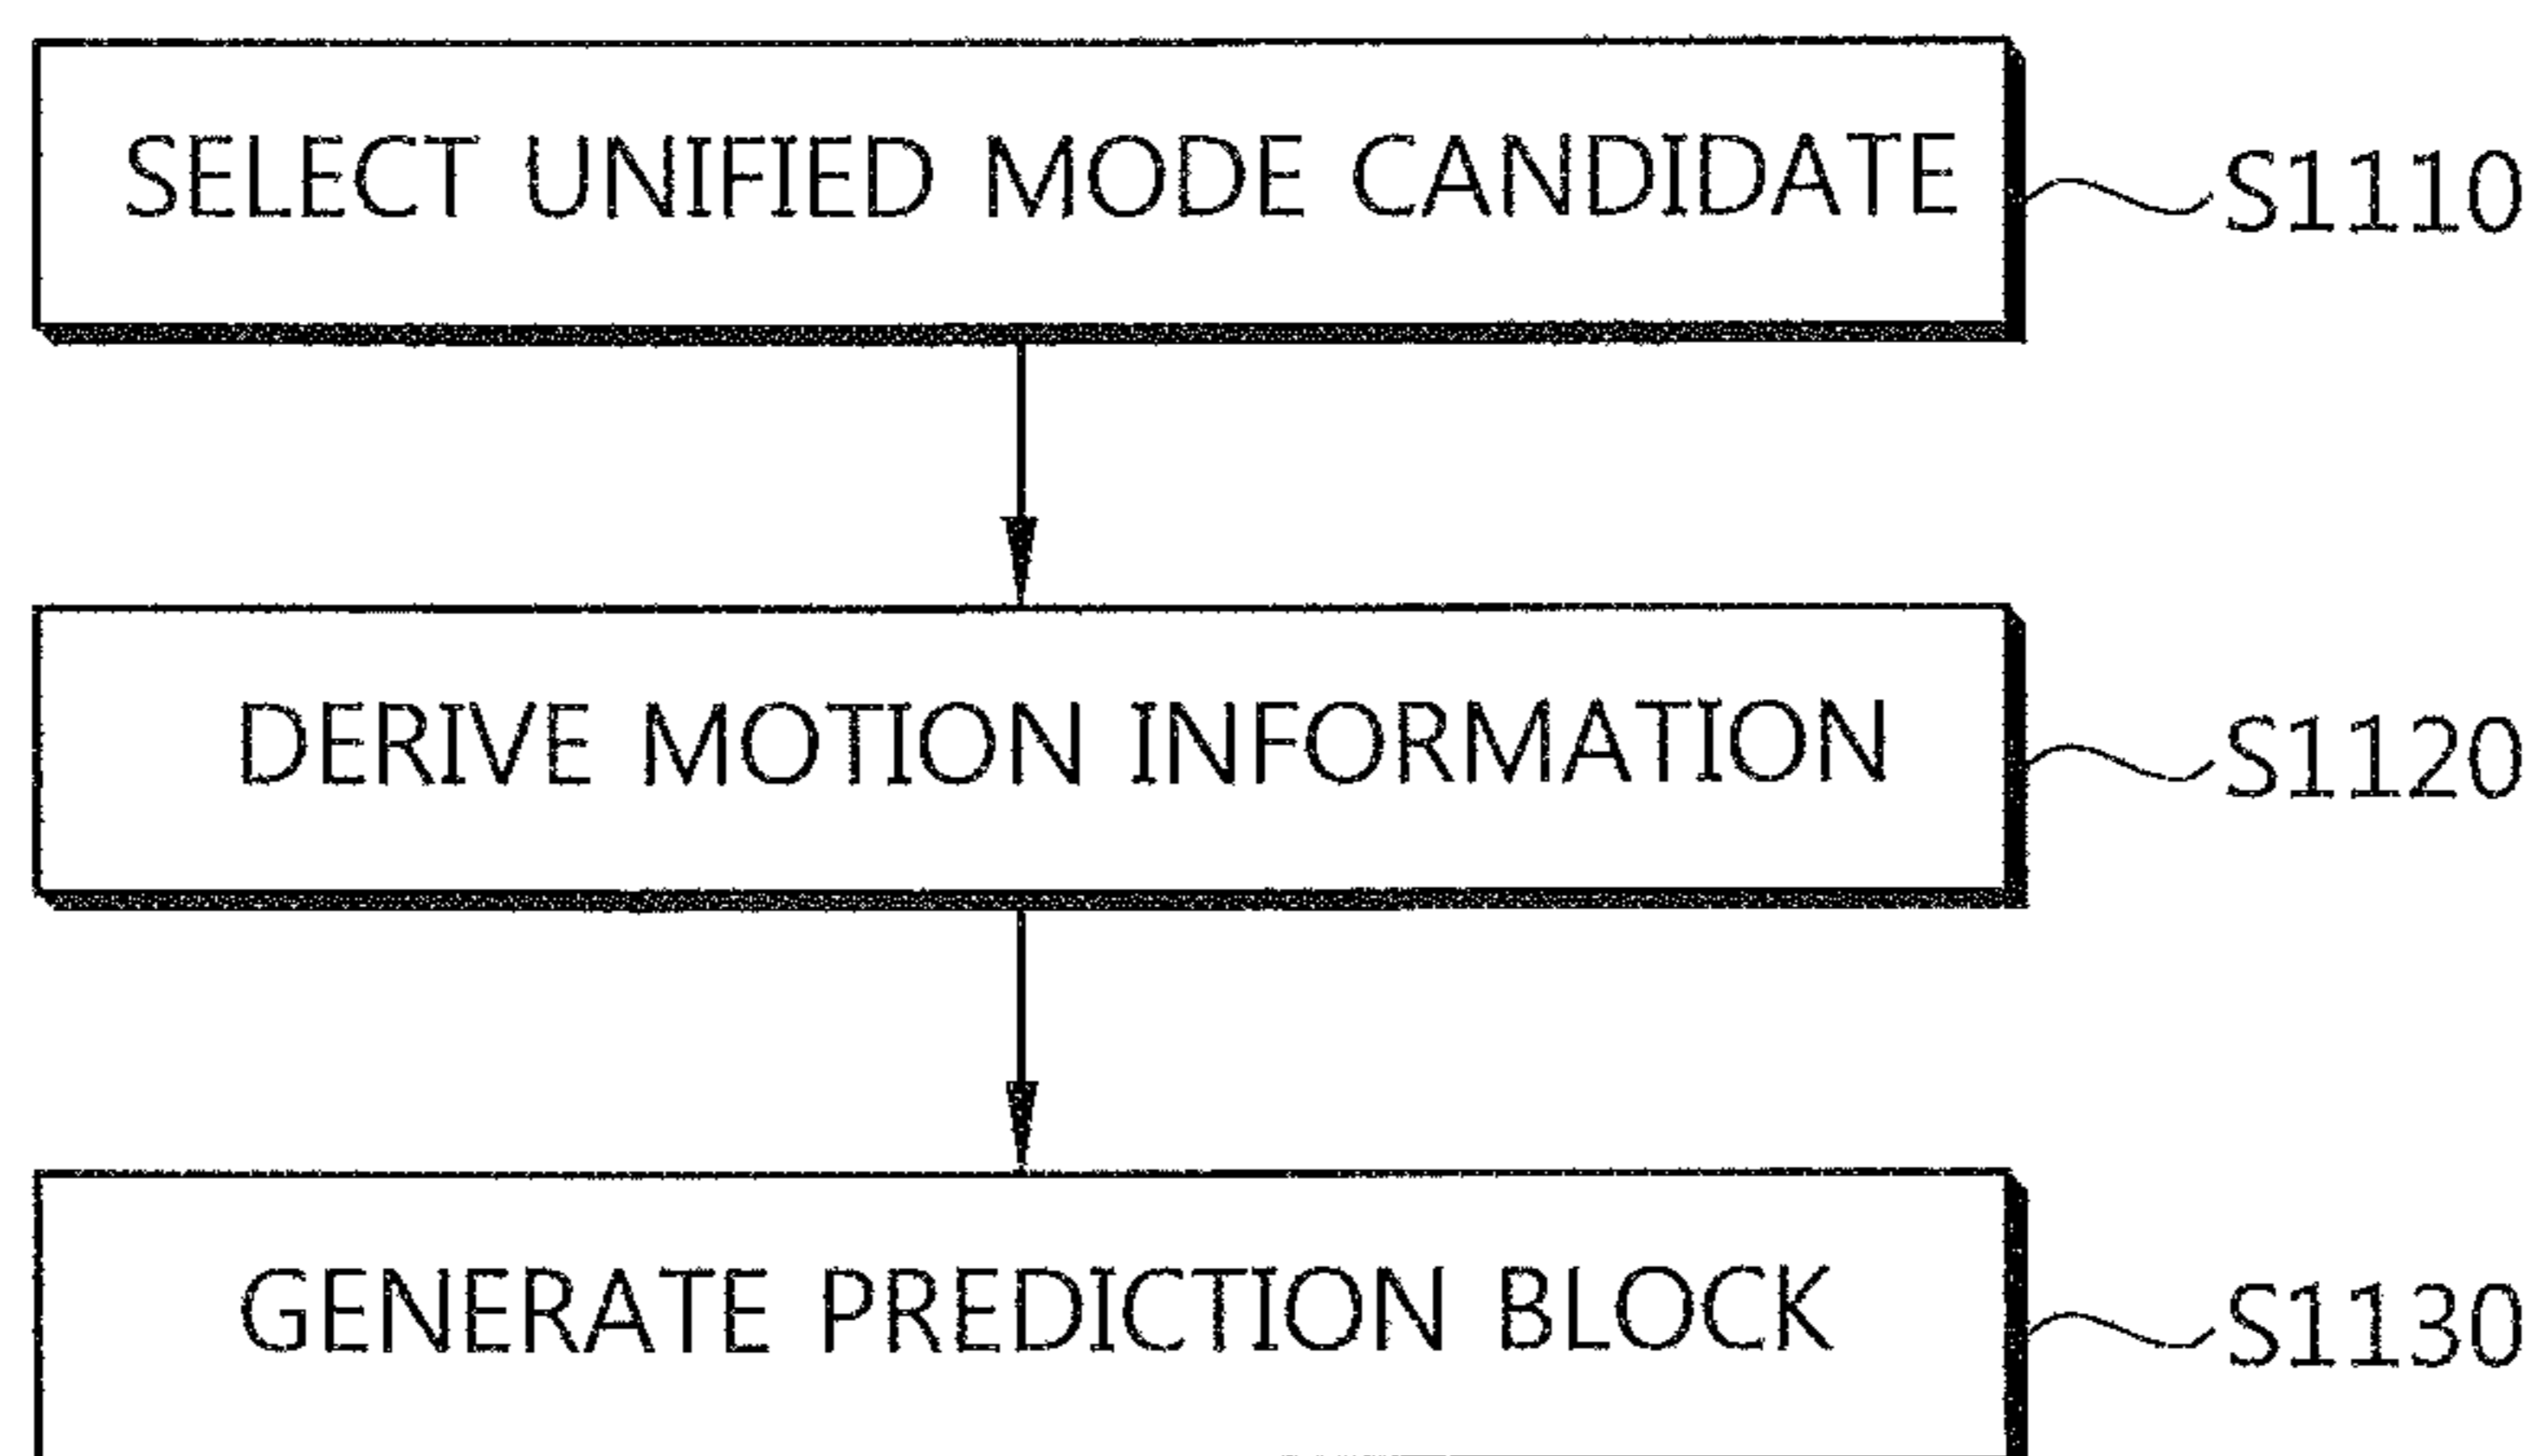 SELECT UNIFIED MODE CANDIDATE S1110
DERIVE MOTION INFORMATION S1120
GENERATE PREDICTION BLOCK S1130